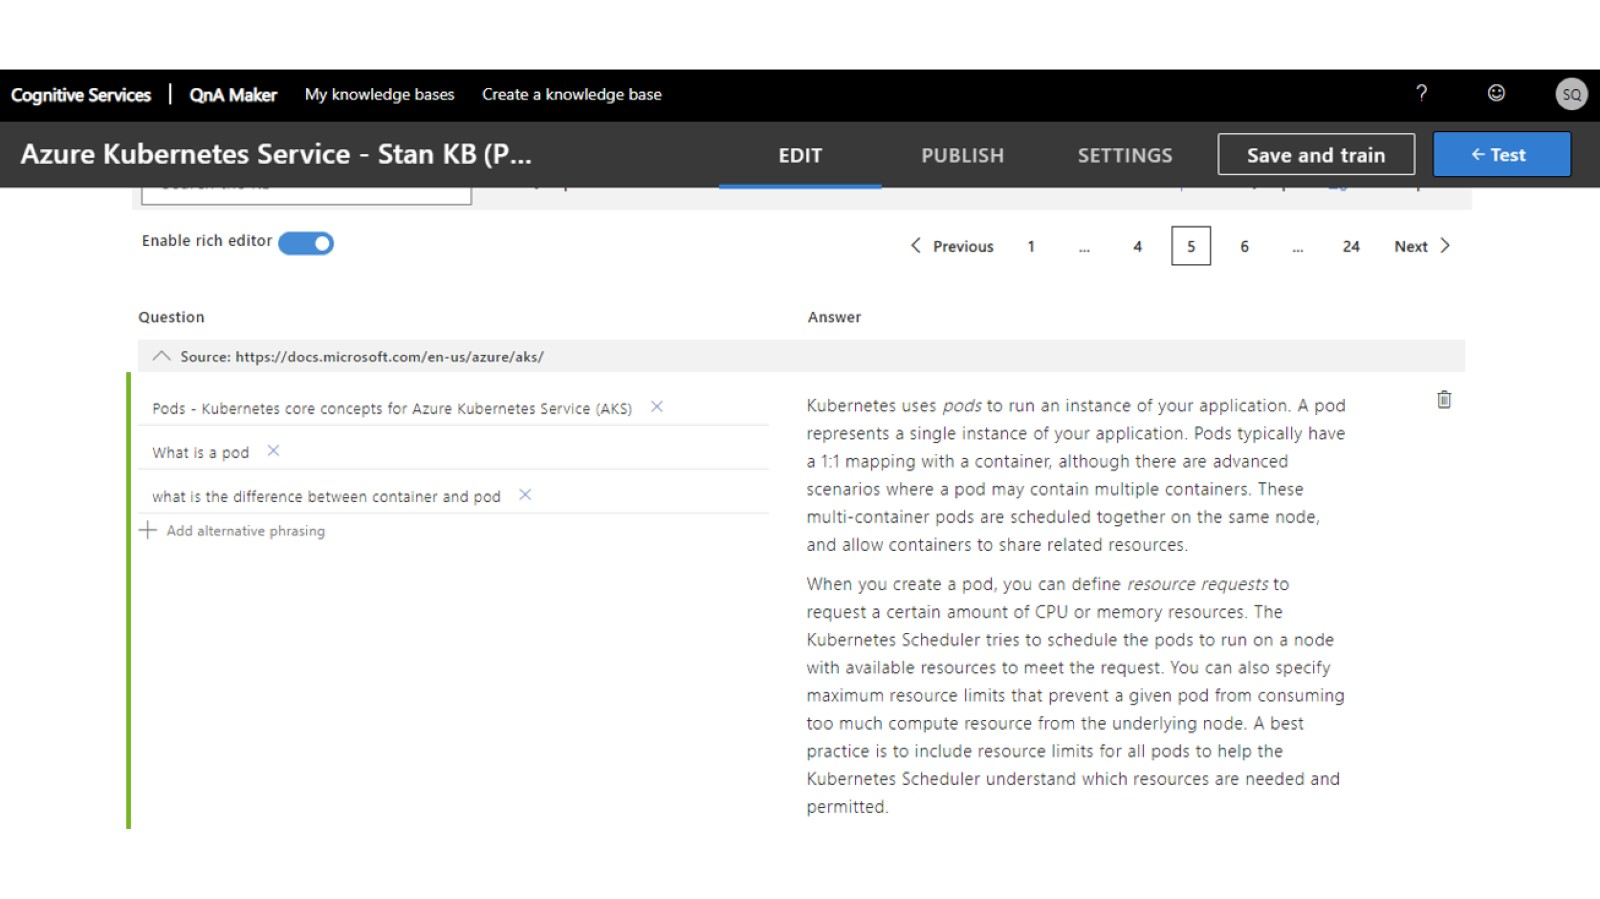 Cognitive Services | QnA Maker My knowledge bases Create a knowledge base ? SQ
Azure Kubernetes Service - Stan KB (P... EDIT PUBLISH SETTINGS Save and train ← Test
Enable rich editor
Previous 1 ... 4 5 6 ... 24 Next
Question Answer
Source: https://docs.microsoft.com/en-us/azure/aks/
Pods - Kubernetes core concepts for Azure Kubernetes Service (AKS)
What is a pod
what is the difference between container and pod
Add alternative phrasing
Kubernetes uses pods to run an instance of your application. A pod
represents a single instance of your application. Pods typically have
a 1:1 mapping with a container, although there are advanced
scenarios where a pod may contain multiple containers. These
multi-container pods are scheduled together on the same node,
and allow containers to share related resources.
When you create a pod, you can define resource requests to
request a certain amount of CPU or memory resources. The
Kubernetes Scheduler tries to schedule the pods to run on a node
with available resources to meet the request. You can also specify
maximum resource limits that prevent a given pod from consuming
too much compute resource from the underlying node. A best
practice is to include resource limits for all pods to help the
Kubernetes Scheduler understand which resources are needed and
permitted.